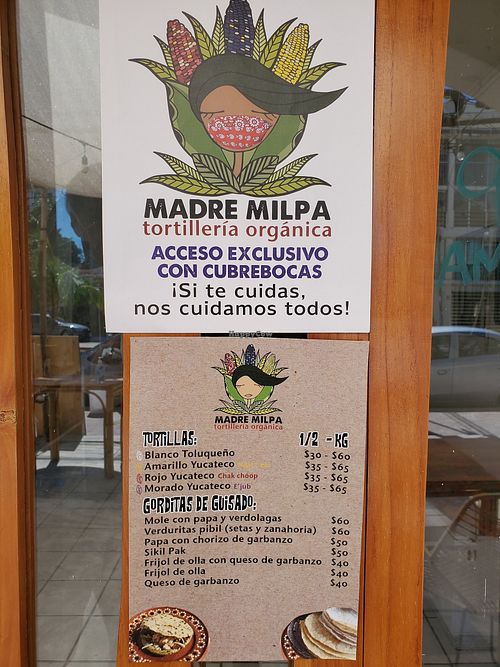 MADRE MILPA
tortillería orgánica
ACCESO EXCLUSIVO
CON CUBREBOCAS
¡Si te cuidas,
nos cuidamos todos!
HappyCow
MADRE MILPA
tortillería orgánica
TORTILLAS: 1/2 - KG
Blanco Toluqueño $30 - $60
Amarillo Yucateco $35 - $65
Rojo Yucateco Chak chóop $35 - $65
Morado Yucateco E'jub $35 - $65
GORDITAS DE GUISADO:
Mole con papa y verdolagas $60
Verduritas pibil (setas y zanahoria) $60
Papa con chorizo de garbanzo $50
Sikil Pak $50
Frijol de olla con queso de garbanzo $40
Frijol de olla $40
Queso de garbanzo $40